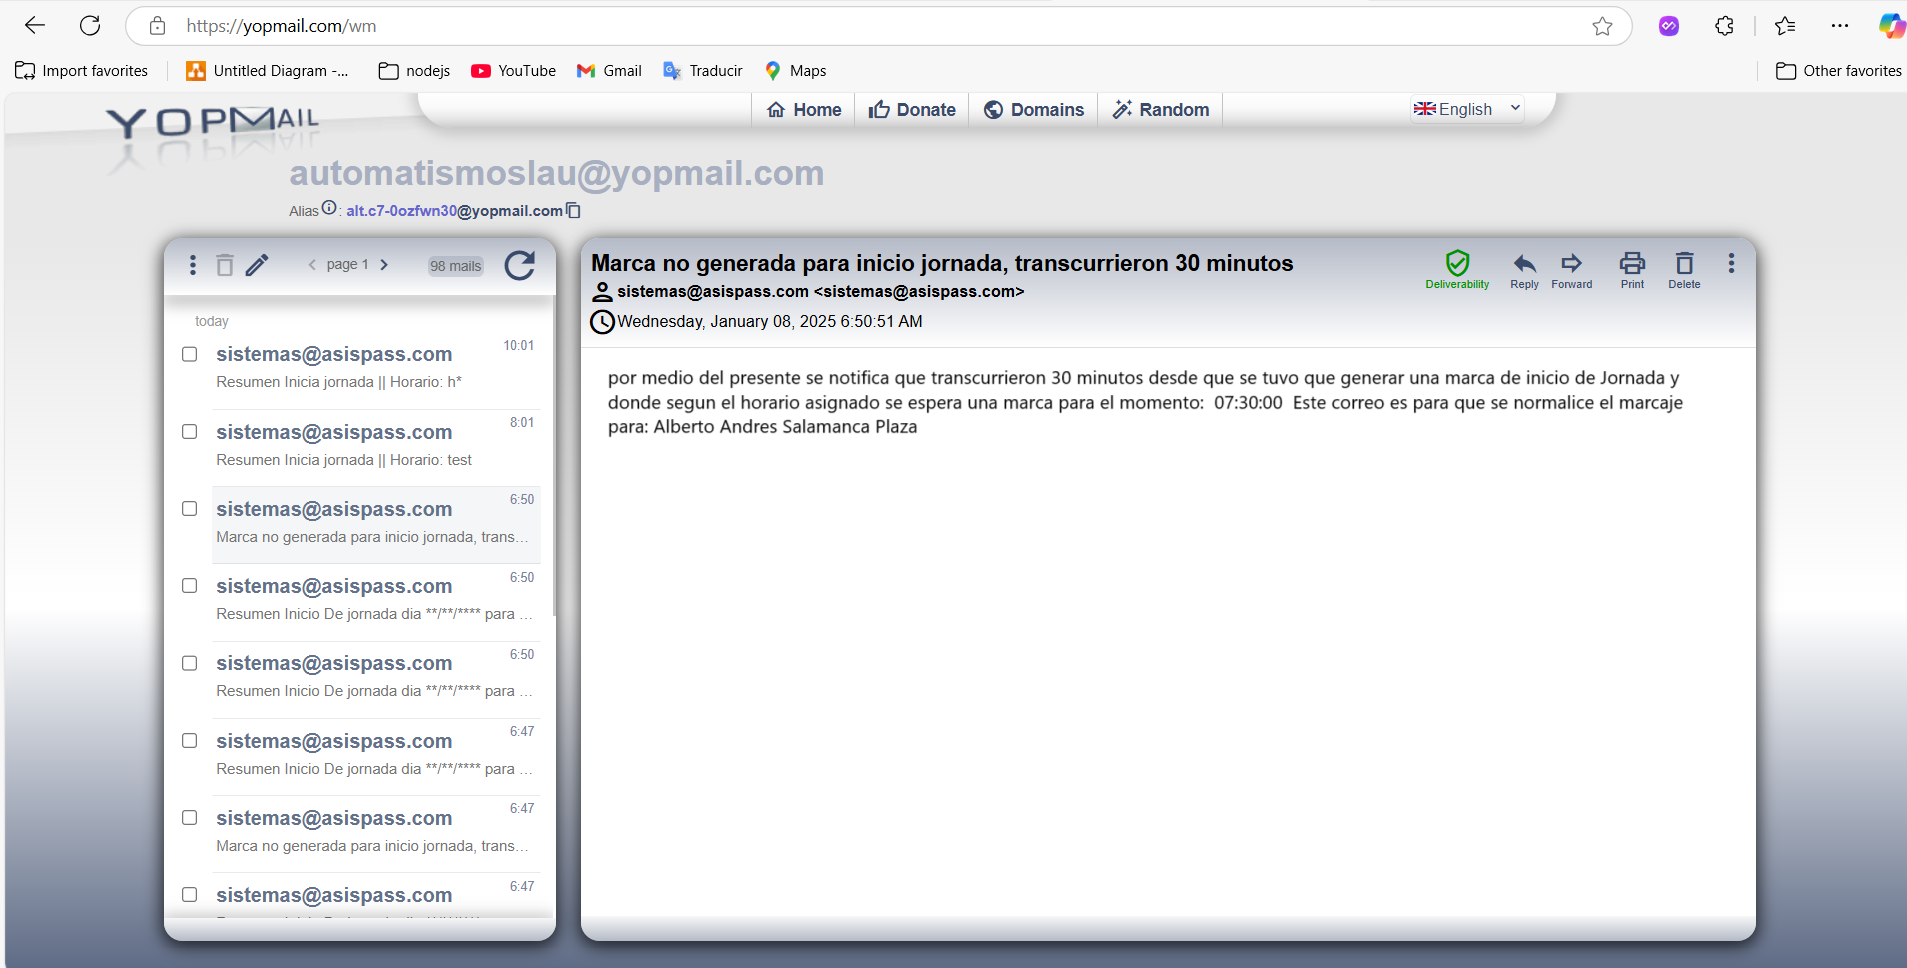 https://yopmail.com/wm
Import favorites
Untitled Diagram -...
nodejs
YouTube
Gmail
Traducir
Maps
Other favorites
YOPMAIL
Home
Donate
Domains
Random
English
automatismoslau@yopmail.com
Alias : alt.c7-0ozfwn30@yopmail.com
page 1
98 mails
today
sistemas@asispass.com 10:01
Resumen Inicia jornada || Horario: h*
sistemas@asispass.com 8:01
Resumen Inicia jornada || Horario: test
sistemas@asispass.com 6:50
Marca no generada para inicio jornada, trans...
sistemas@asispass.com 6:50
Resumen Inicio De jornada dia **/**/**** para ...
sistemas@asispass.com 6:50
Resumen Inicio De jornada dia **/**/**** para ...
sistemas@asispass.com 6:47
Resumen Inicio De jornada dia **/**/**** para ...
sistemas@asispass.com 6:47
Marca no generada para inicio jornada, trans...
sistemas@asispass.com 6:47
Marca no generada para inicio jornada, transcurrieron 30 minutos
sistemas@asispass.com <sistemas@asispass.com>
Wednesday, January 08, 2025 6:50:51 AM
Deliverability
Reply
Forward
Print
Delete
por medio del presente se notifica que transcurrieron 30 minutos desde que se tuvo que generar una marca de inicio de Jornada y
donde segun el horario asignado se espera una marca para el momento:  07:30:00  Este correo es para que se normalice el marcaje
para: Alberto Andres Salamanca Plaza